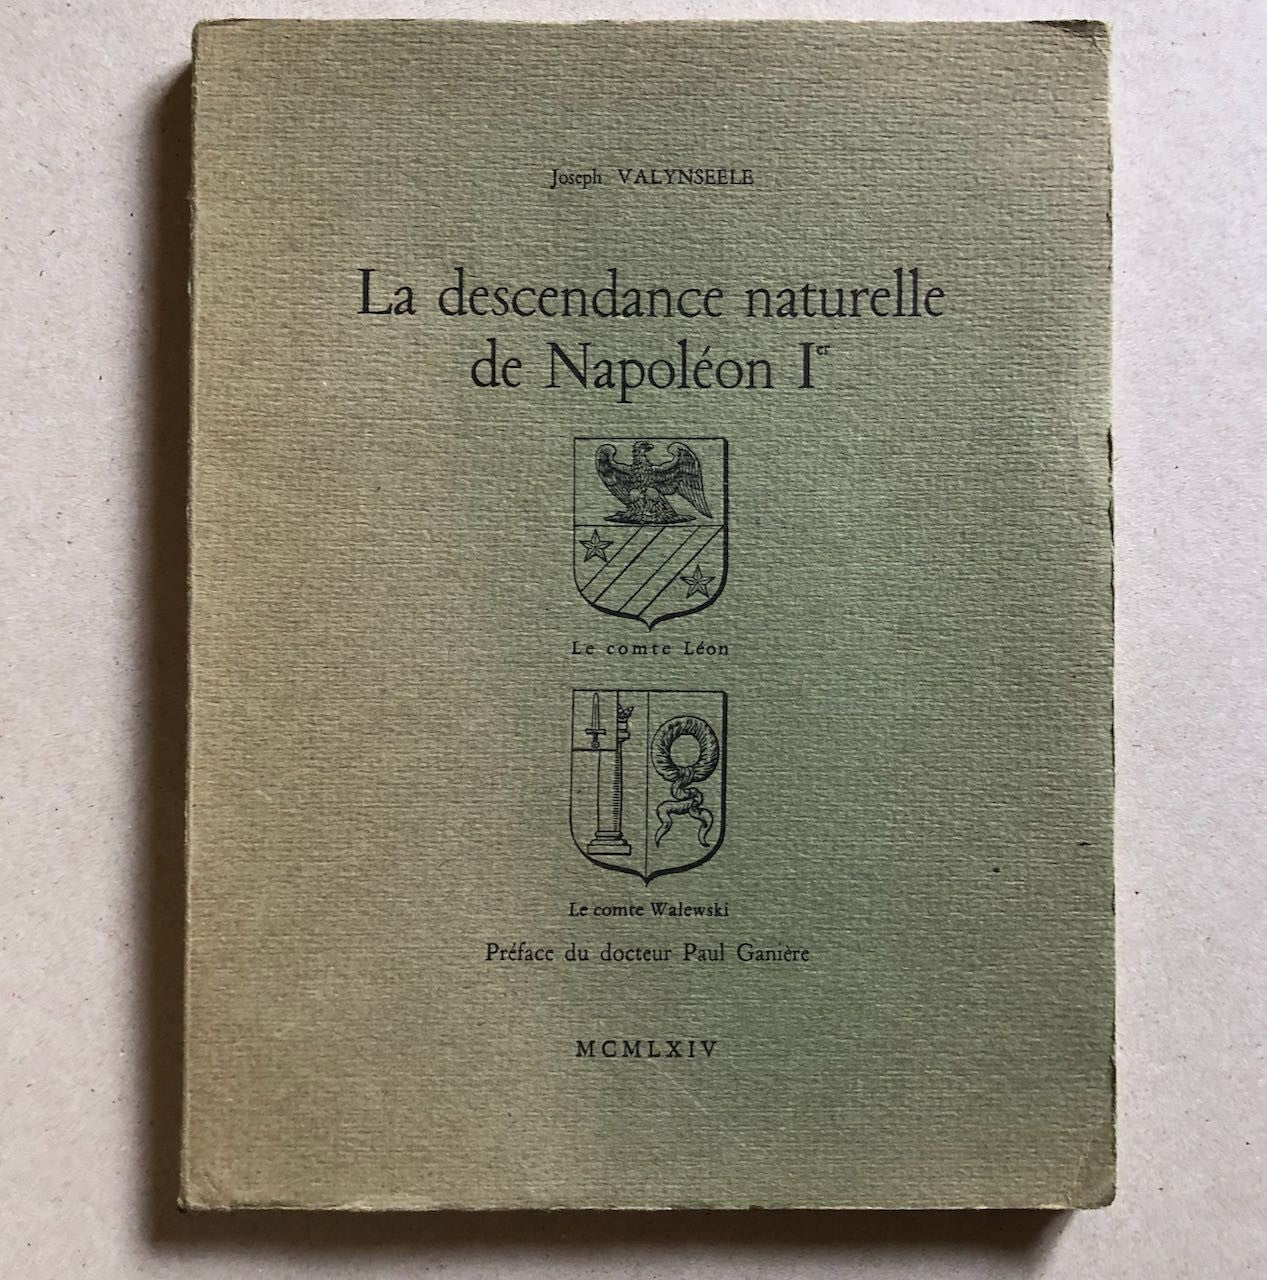 Joseph VALYNSEELE
La descendance naturelle
de Napoléon Ier
Le comte Léon
Le comte Walewski
Préface du docteur Paul Ganière
MCMLXIV